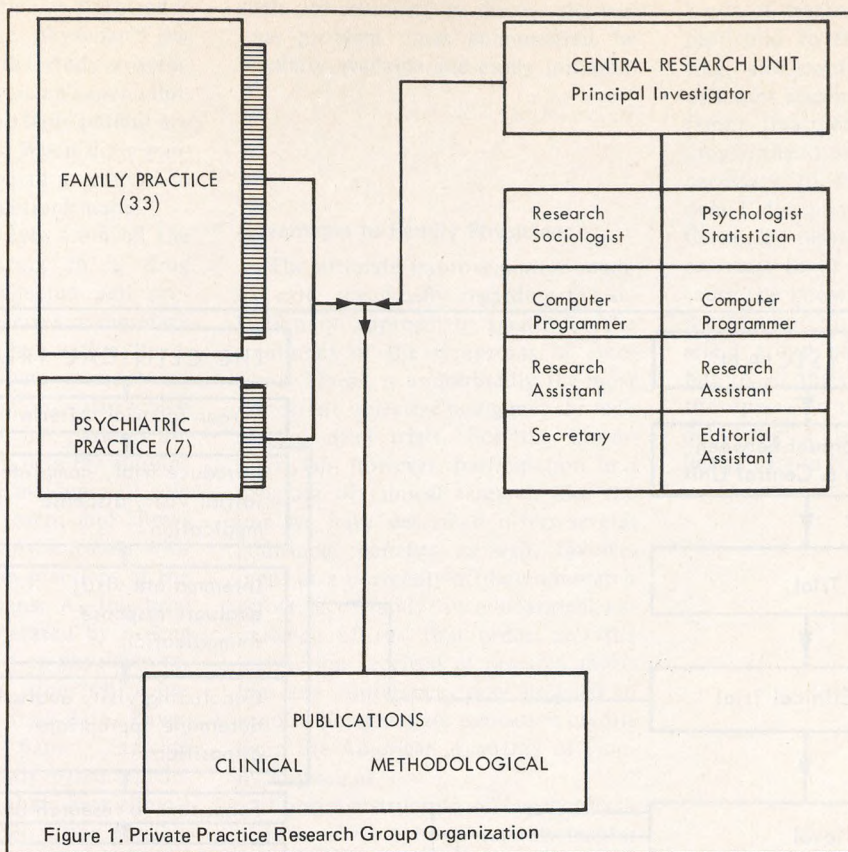 FAMILY PRACTICE
(33)
PSYCHIATRIC
PRACTICE (7)
CENTRAL RESEARCH UNIT
Principal Investigator
Research
Sociologist
Psychologist
Statistician
Computer
Programmer
Computer
Programmer
Research
Assistant
Research
Assistant
Secretary
Editorial
Assistant
PUBLICATIONS
CLINICAL METHODOLOGICAL
Figure 1. Private Practice Research Group Organization